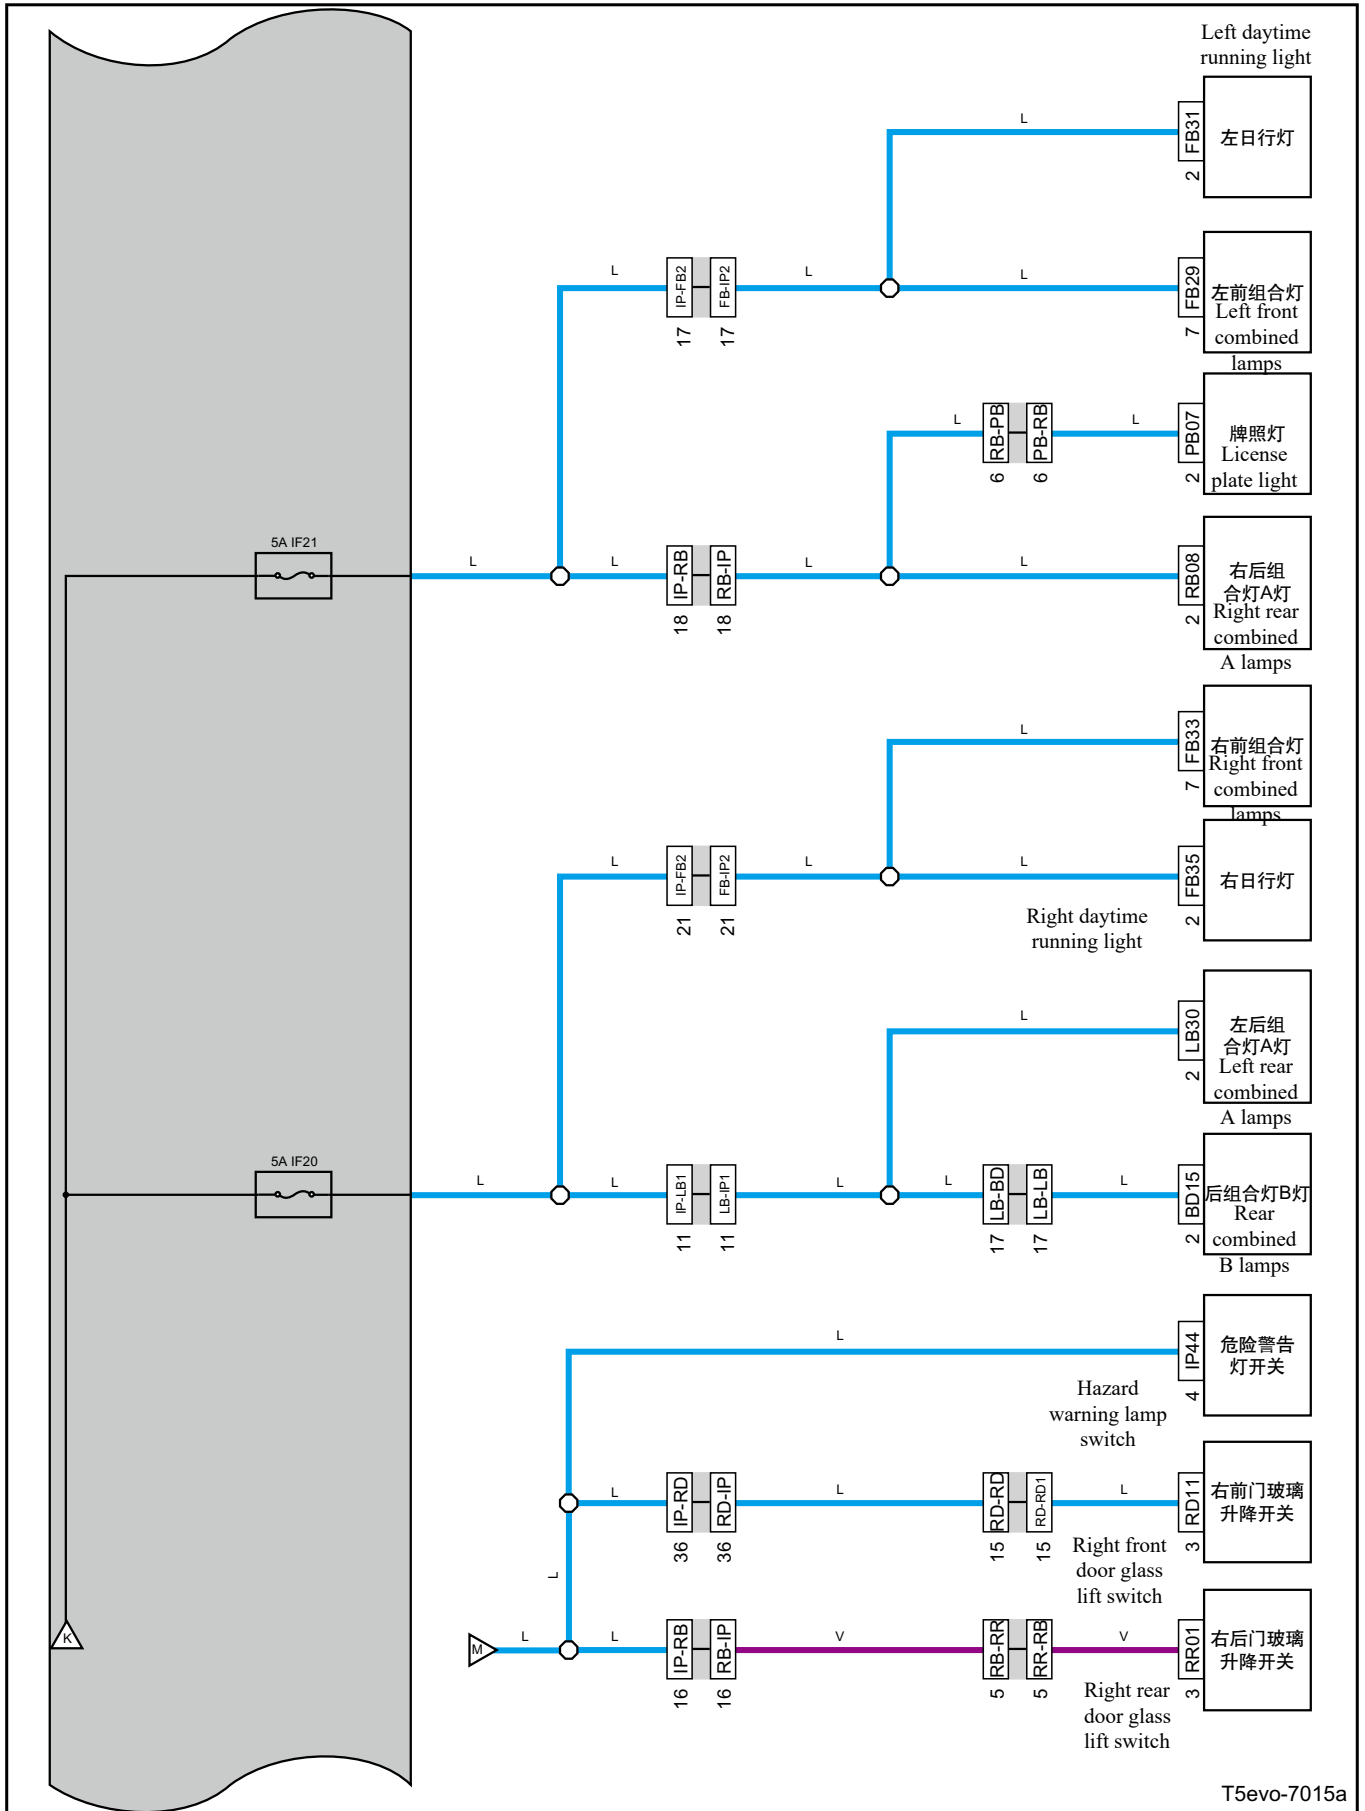 Left daytime
running light
L
FB31
2
左日行灯
L
IP-FB2
17
FB-IP2
17
L
L
FB29
7
左前组合灯
Left front
combined
lamps
L
RB-PB
6
PB-RB
6
L
PB07
2
牌照灯
License
plate light
5A IF21
L
L
IP-RB
18
RB-IP
18
L
L
RB08
2
右后组
合灯A灯
Right rear
combined
A lamps
L
FB33
7
右前组合灯
Right front
combined
lamps
L
IP-FB2
21
FB-IP2
21
L
L
FB35
2
右日行灯
Right daytime
running light
L
LB30
2
左后组
合灯A灯
Left rear
combined
A lamps
5A IF20
L
L
IP-LB1
11
LB-IP1
11
L
L
LB-BD
17
LB-LB
17
L
BD15
2
后组合灯B灯
Rear
combined
B lamps
L
IP44
4
危险警告
灯开关
Hazard
warning lamp
switch
L
IP-RD
36
RD-IP
36
L
RD-RD
15
RD-RD1
15
L
RD11
3
右前门玻璃
升降开关
Right front
door glass
lift switch
L
K
M
L
L
IP-RB
16
RB-IP
16
V
RB-RR
5
RR-RB
5
V
RR01
3
右后门玻璃
升降开关
Right rear
door glass
lift switch
T5evo-7015a